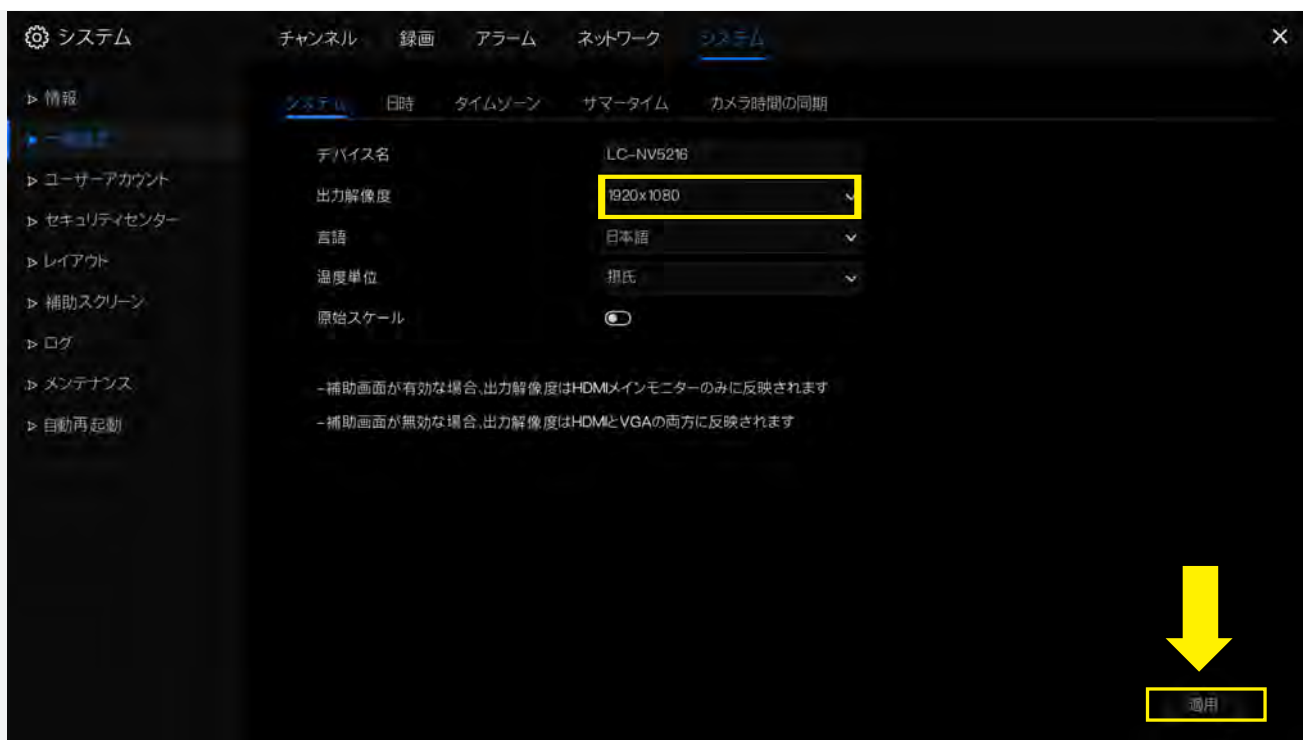 システム
チャンネル 録画 アラーム ネットワーク システム
情報
一般設定
ユーザーアカウント
セキュリティセンター
レイアウト
補助スクリーン
ログ
メンテナンス
自動再起動
システム 日時 タイムゾーン サマータイム カメラ時間の同期
デバイス名 LC-NV5216
出力解像度 1920x1080
言語 日本語
温度単位 摂氏
原始スケール
-補助画面が有効な場合、出力解像度はHDMIメインモニターのみに反映されます
-補助画面が無効な場合、出力解像度はHDMIとVGAの両方に反映されます
適用